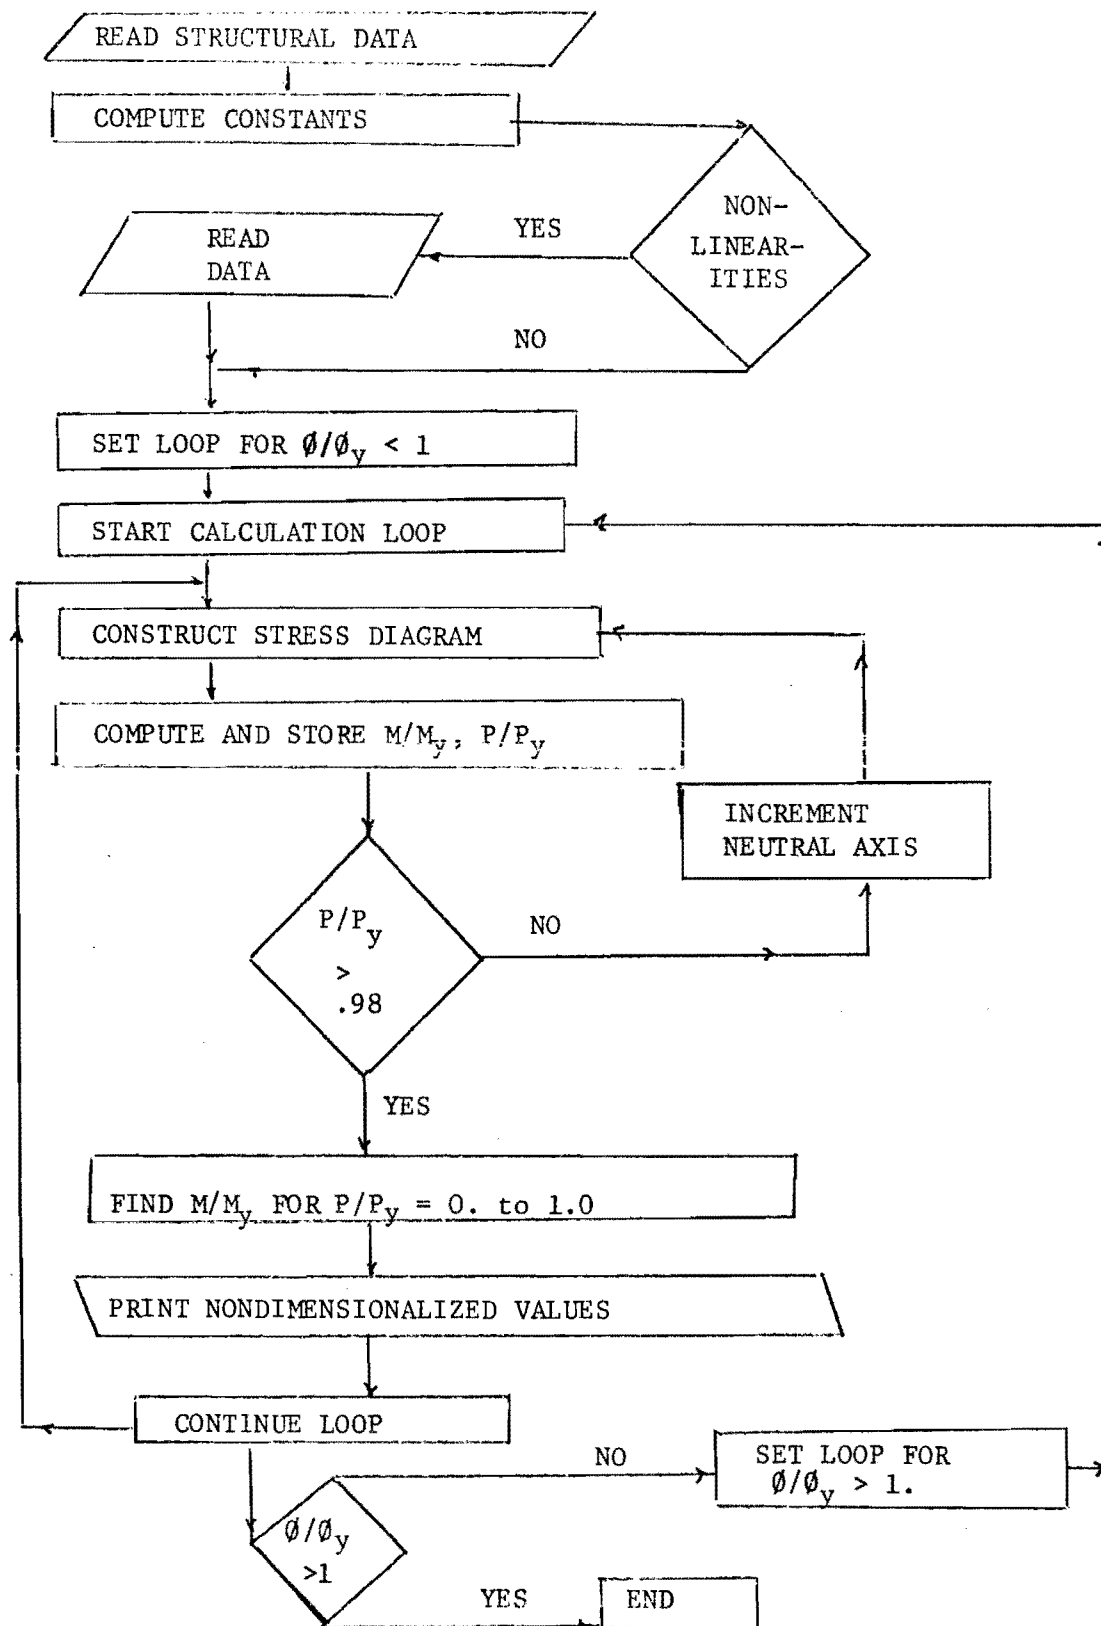 READ STRUCTURAL DATA
COMPUTE CONSTANTS
NON-
LINEAR-
ITIES
YES
READ
DATA
NO
SET LOOP FOR Ø/Øy < 1
START CALCULATION LOOP
CONSTRUCT STRESS DIAGRAM
COMPUTE AND STORE M/My, P/Py
INCREMENT
NEUTRAL AXIS
P/Py
>
.98
NO
YES
FIND M/My FOR P/Py = 0. to 1.0
PRINT NONDIMENSIONALIZED VALUES
CONTINUE LOOP
NO
SET LOOP FOR
Ø/Øy > 1.
Ø/Øy
>1
YES
END